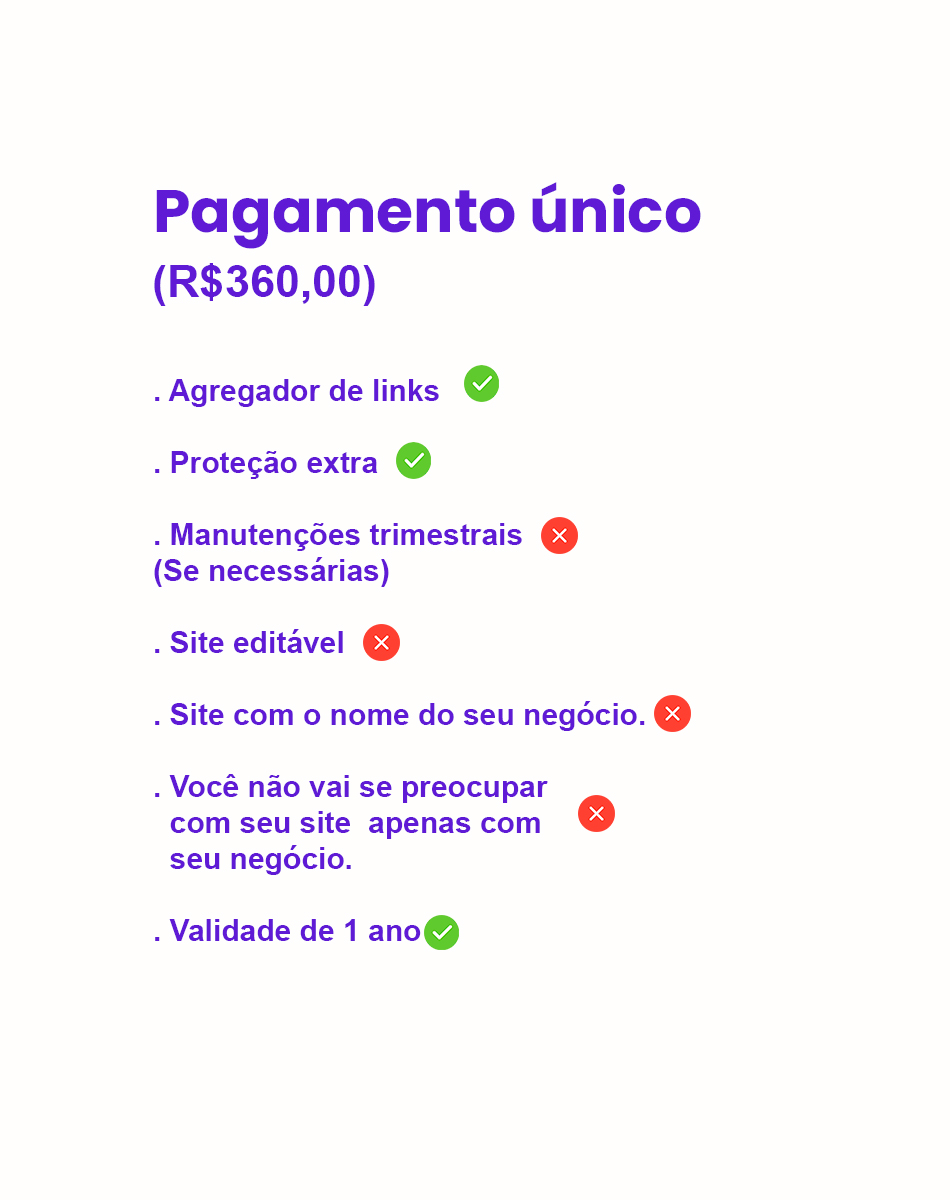 Pagamento único
(R$360,00)
. Agregador de links
. Proteção extra
. Manutenções trimestrais
(Se necessárias)
. Site editável
. Site com o nome do seu negócio.
. Você não vai se preocupar
com seu site  apenas com
seu negócio.
. Validade de 1 ano